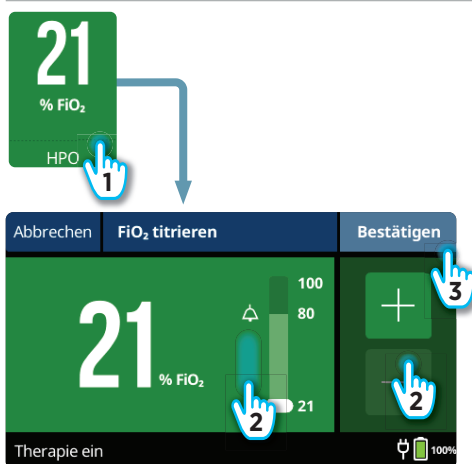 21
% FiO₂
HPO
1
Abbrechen
FiO₂ titrieren
Bestätigen
3
100
80
21
% FiO₂
21
2
2
Therapie ein
100%